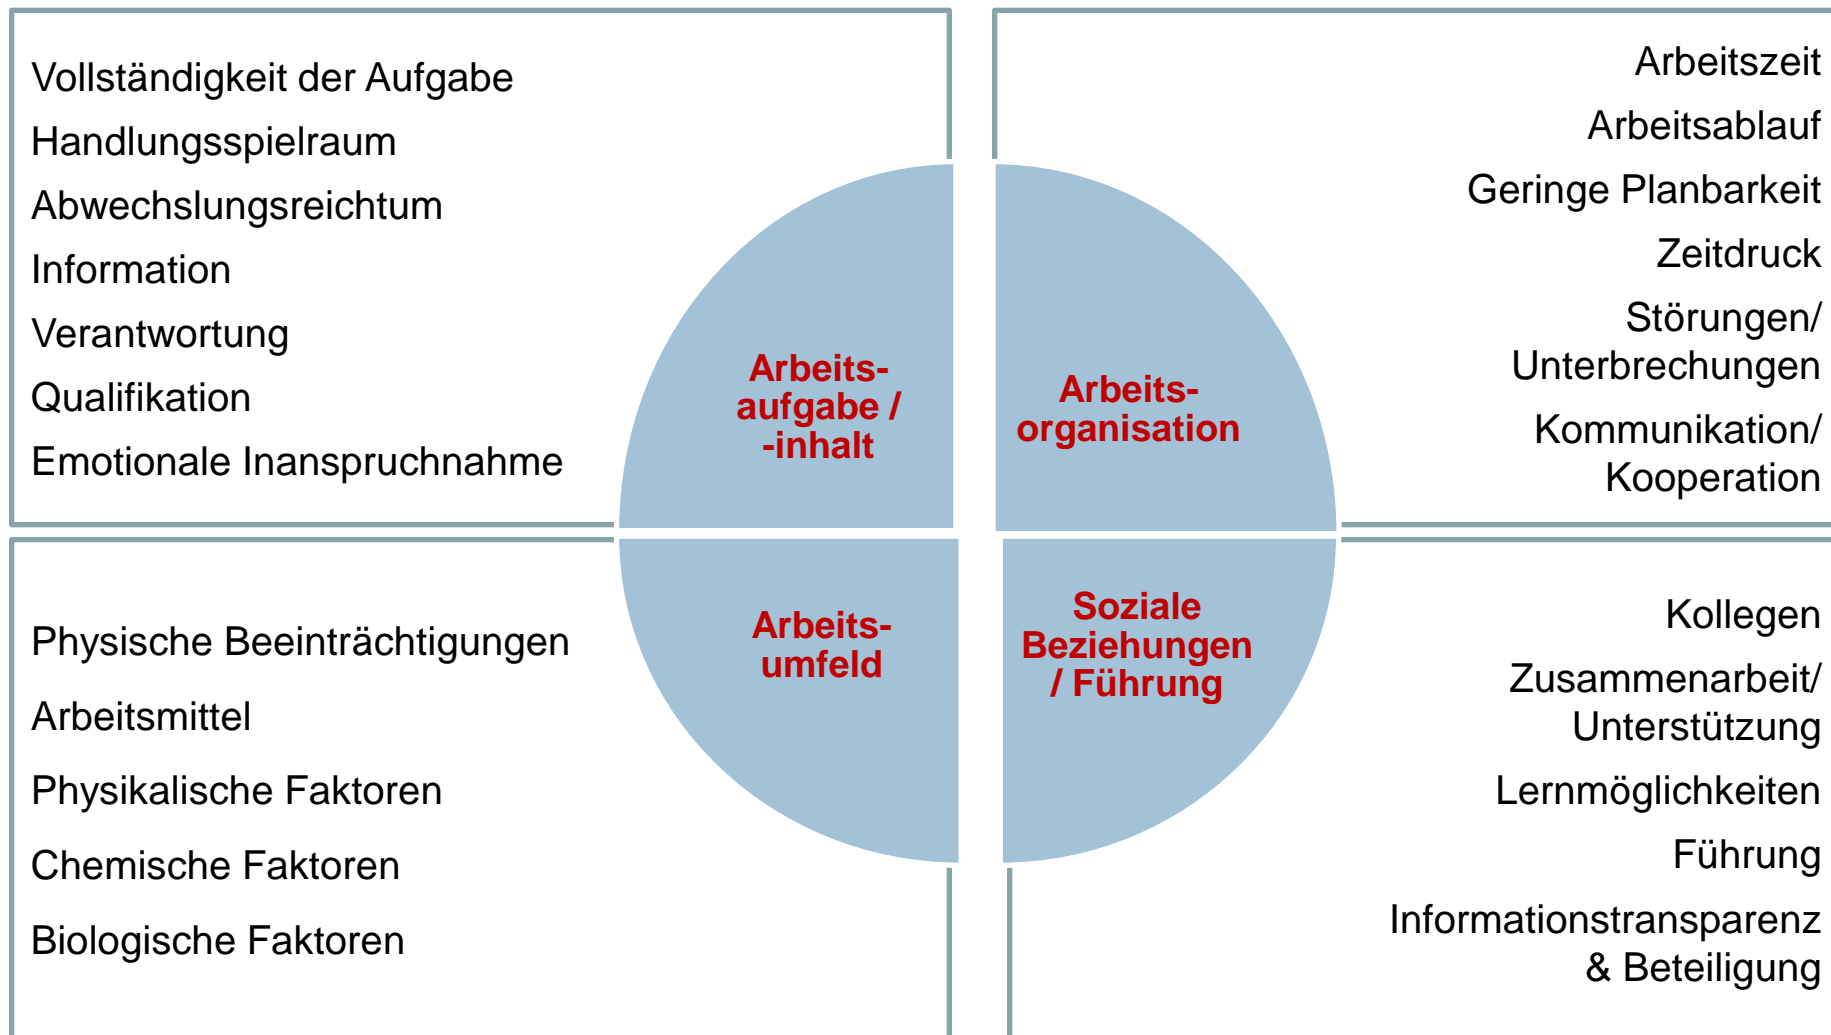 Vollständigkeit der Aufgabe
Handlungsspielraum
Abwechslungsreichtum
Information
Verantwortung
Qualifikation
Emotionale Inanspruchnahme
Arbeits-
aufgabe /
-inhalt
Arbeitszeit
Arbeitsablauf
Geringe Planbarkeit
Zeitdruck
Störungen/
Unterbrechungen
Kommunikation/
Kooperation
Arbeits-
organisation
Physische Beeinträchtigungen
Arbeitsmittel
Physikalische Faktoren
Chemische Faktoren
Biologische Faktoren
Arbeits-
umfeld
Soziale
Beziehungen
/ Führung
Kollegen
Zusammenarbeit/
Unterstützung
Lernmöglichkeiten
Führung
Informationstransparenz
& Beteiligung